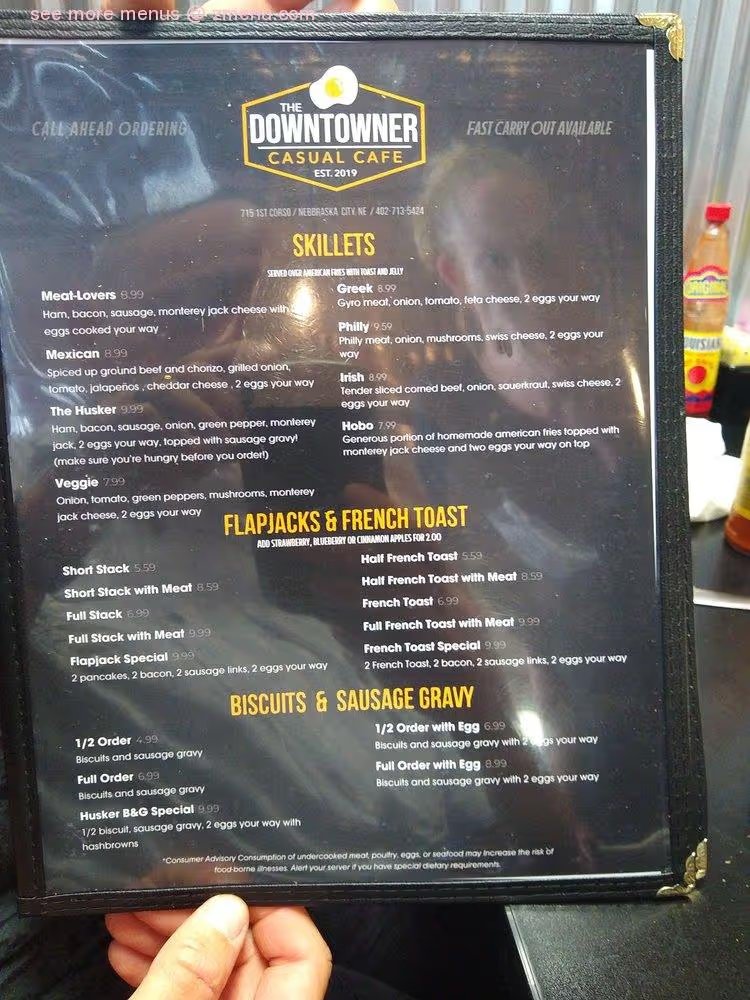 see more menus @ zmenu.com
CALL AHEAD ORDERING
THE
DOWNTOWNER
CASUAL CAFE
EST. 2019
FAST CARRY OUT AVAILABLE
715 1ST CORSO / NEBBRASKA CITY, NE / 402-713-5424
SKILLETS
SERVED OVER AMERICAN FRIES WITH TOAST AND JELLY
Meat-Lovers 8.99
Ham, bacon, sausage, monterey jack cheese with
eggs cooked your way
Mexican 8.99
Spiced up ground beef and chorizo, grilled onion,
tomato, jalapeños , cheddar cheese , 2 eggs your way
The Husker 9.99
Ham, bacon, sausage, onion, green pepper, monterey
jack, 2 eggs your way, topped with sausage gravy!
(make sure you're hungry before you order!)
Veggie 7.99
Onion, tomato, green peppers, mushrooms, monterey
jack cheese, 2 eggs your way
Greek 8.99
Gyro meat, onion, tomato, feta cheese, 2 eggs your way
Philly 9.59
Philly meat, onion, mushrooms, swiss cheese, 2 eggs your
way
Irish 8.99
Tender sliced corned beef, onion, sauerkraut, swiss cheese, 2
eggs your way
Hobo 7.99
Generous portion of homemade american fries topped with
monterey jack cheese and two eggs your way on top
FLAPJACKS & FRENCH TOAST
ADD STRAWBERRY, BLUEBERRY OR CINNAMON APPLES FOR 2.00
Short Stack 5.59
Short Stack with Meat 8.59
Full Stack 6.99
Full Stack with Meat 9.99
Flapjack Special 9.99
2 pancakes, 2 bacon, 2 sausage links, 2 eggs your way
Half French Toast 5.59
Half French Toast with Meat 8.59
French Toast 6.99
Full French Toast with Meat 9.99
French Toast Special 9.99
2 French Toast, 2 bacon, 2 sausage links, 2 eggs your way
BISCUITS & SAUSAGE GRAVY
1/2 Order 4.99
Biscuits and sausage gravy
Full Order 6.99
Biscuits and sausage gravy
Husker B&G Special 9.99
1/2 biscuit, sausage gravy, 2 eggs your way with
hashbrowns
1/2 Order with Egg 6.99
Biscuits and sausage gravy with 2 eggs your way
Full Order with Egg 8.99
Biscuits and sausage gravy with 2 eggs your way
*Consumer Advisory Consumption of undercooked meat, poultry, eggs, or seafood may increase the risk of
food-borne illnesses. Alert your server if you have special dietary requirements.
ORIGINAL